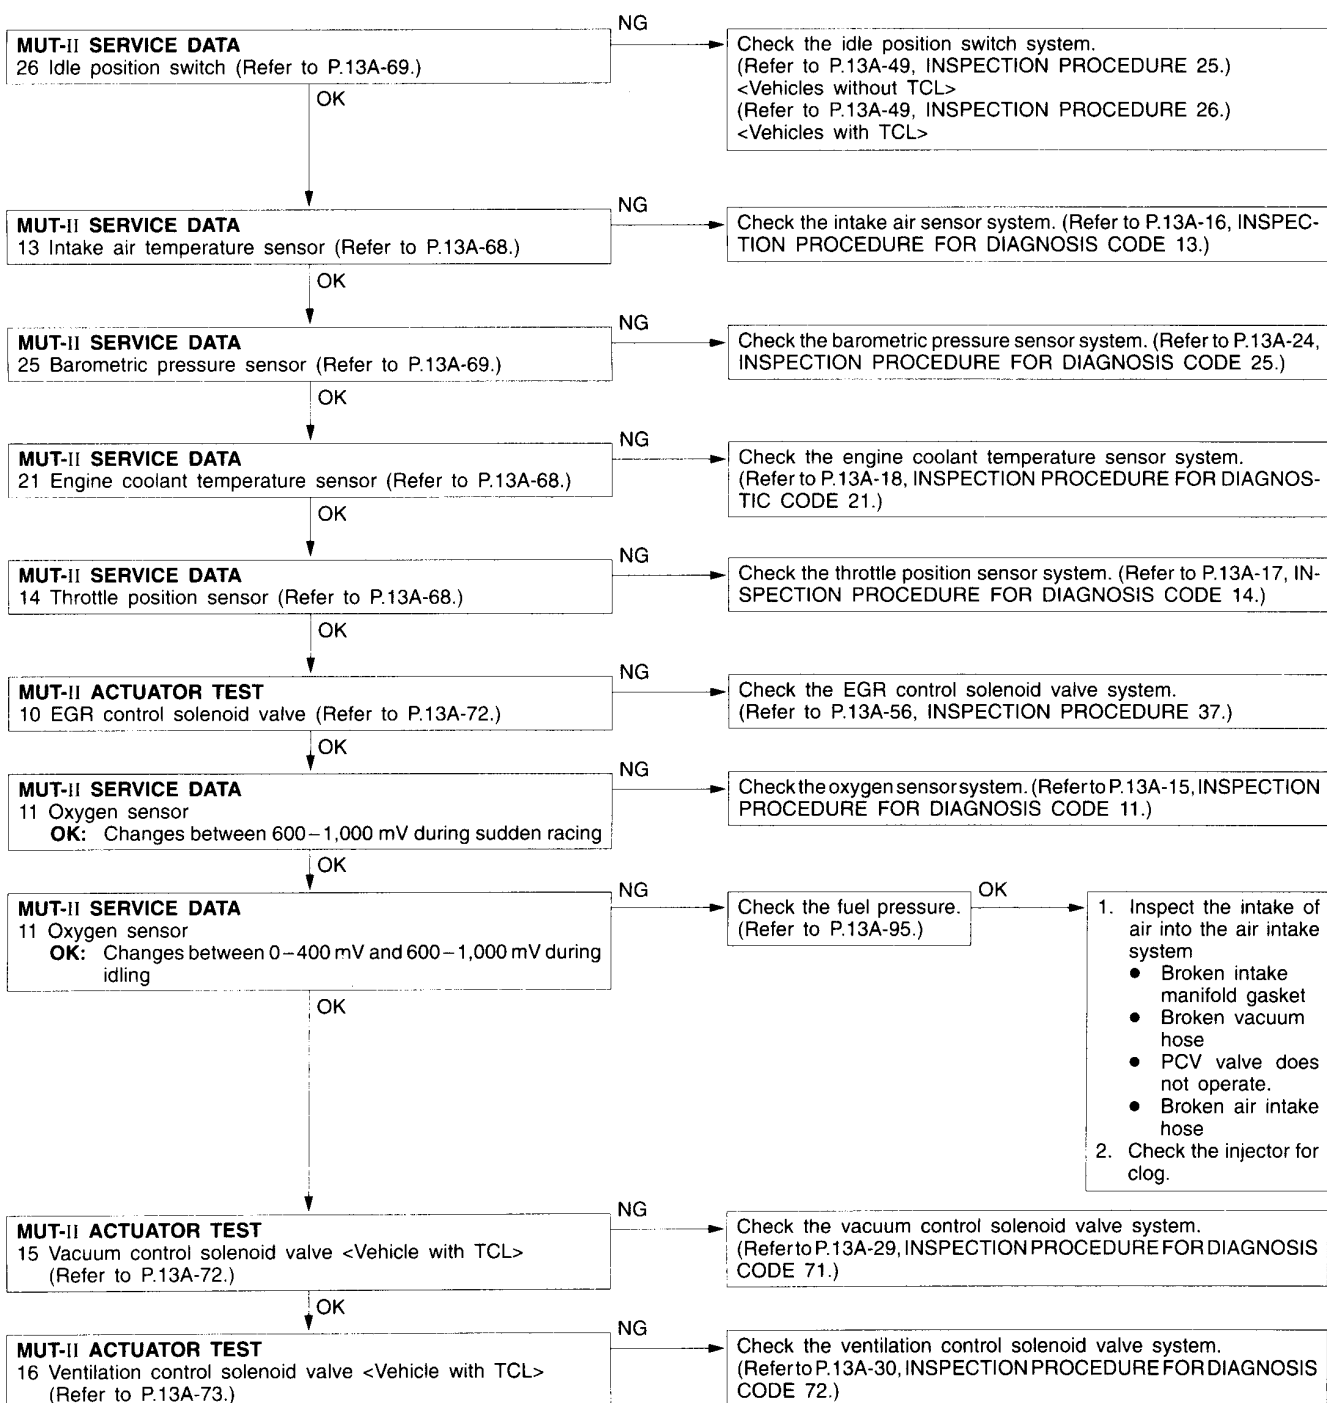 NG
MUT-II SERVICE DATA
26 Idle position switch (Refer to P.13A-69.)
Check the idle position switch system.
(Refer to P.13A-49, INSPECTION PROCEDURE 25.)
<Vehicles without TCL>
(Refer to P.13A-49, INSPECTION PROCEDURE 26.)
<Vehicles with TCL>
OK
NG
MUT-II SERVICE DATA
13 Intake air temperature sensor (Refer to P.13A-68.)
Check the intake air sensor system. (Refer to P.13A-16, INSPEC-
TION PROCEDURE FOR DIAGNOSIS CODE 13.)
OK
NG
MUT-II SERVICE DATA
25 Barometric pressure sensor (Refer to P.13A-69.)
Check the barometric pressure sensor system. (Refer to P.13A-24,
INSPECTION PROCEDURE FOR DIAGNOSIS CODE 25.)
OK
NG
MUT-II SERVICE DATA
21 Engine coolant temperature sensor (Refer to P.13A-68.)
Check the engine coolant temperature sensor system.
(Refer to P.13A-18, INSPECTION PROCEDURE FOR DIAGNOS-
TIC CODE 21.)
OK
NG
MUT-II SERVICE DATA
14 Throttle position sensor (Refer to P.13A-68.)
Check the throttle position sensor system. (Refer to P.13A-17, IN-
SPECTION PROCEDURE FOR DIAGNOSIS CODE 14.)
OK
NG
MUT-II ACTUATOR TEST
10 EGR control solenoid valve (Refer to P.13A-72.)
Check the EGR control solenoid valve system.
(Refer to P.13A-56, INSPECTION PROCEDURE 37.)
OK
NG
MUT-II SERVICE DATA
11 Oxygen sensor
OK: Changes between 600–1,000 mV during sudden racing
Check the oxygen sensor system. (Refer to P.13A-15, INSPECTION
PROCEDURE FOR DIAGNOSIS CODE 11.)
OK
NG
MUT-II SERVICE DATA
11 Oxygen sensor
OK: Changes between 0–400 mV and 600–1,000 mV during
idling
Check the fuel pressure.
(Refer to P.13A-95.)
OK
1. Inspect the intake of
air into the air intake
system
● Broken intake
manifold gasket
● Broken vacuum
hose
● PCV valve does
not operate.
● Broken air intake
hose
2. Check the injector for
clog.
OK
NG
MUT-II ACTUATOR TEST
15 Vacuum control solenoid valve <Vehicle with TCL>
(Refer to P.13A-72.)
Check the vacuum control solenoid valve system.
(Refer to P.13A-29, INSPECTION PROCEDURE FOR DIAGNOSIS
CODE 71.)
OK
NG
MUT-II ACTUATOR TEST
16 Ventilation control solenoid valve <Vehicle with TCL>
(Refer to P.13A-73.)
Check the ventilation control solenoid valve system.
(Refer to P.13A-30, INSPECTION PROCEDURE FOR DIAGNOSIS
CODE 72.)